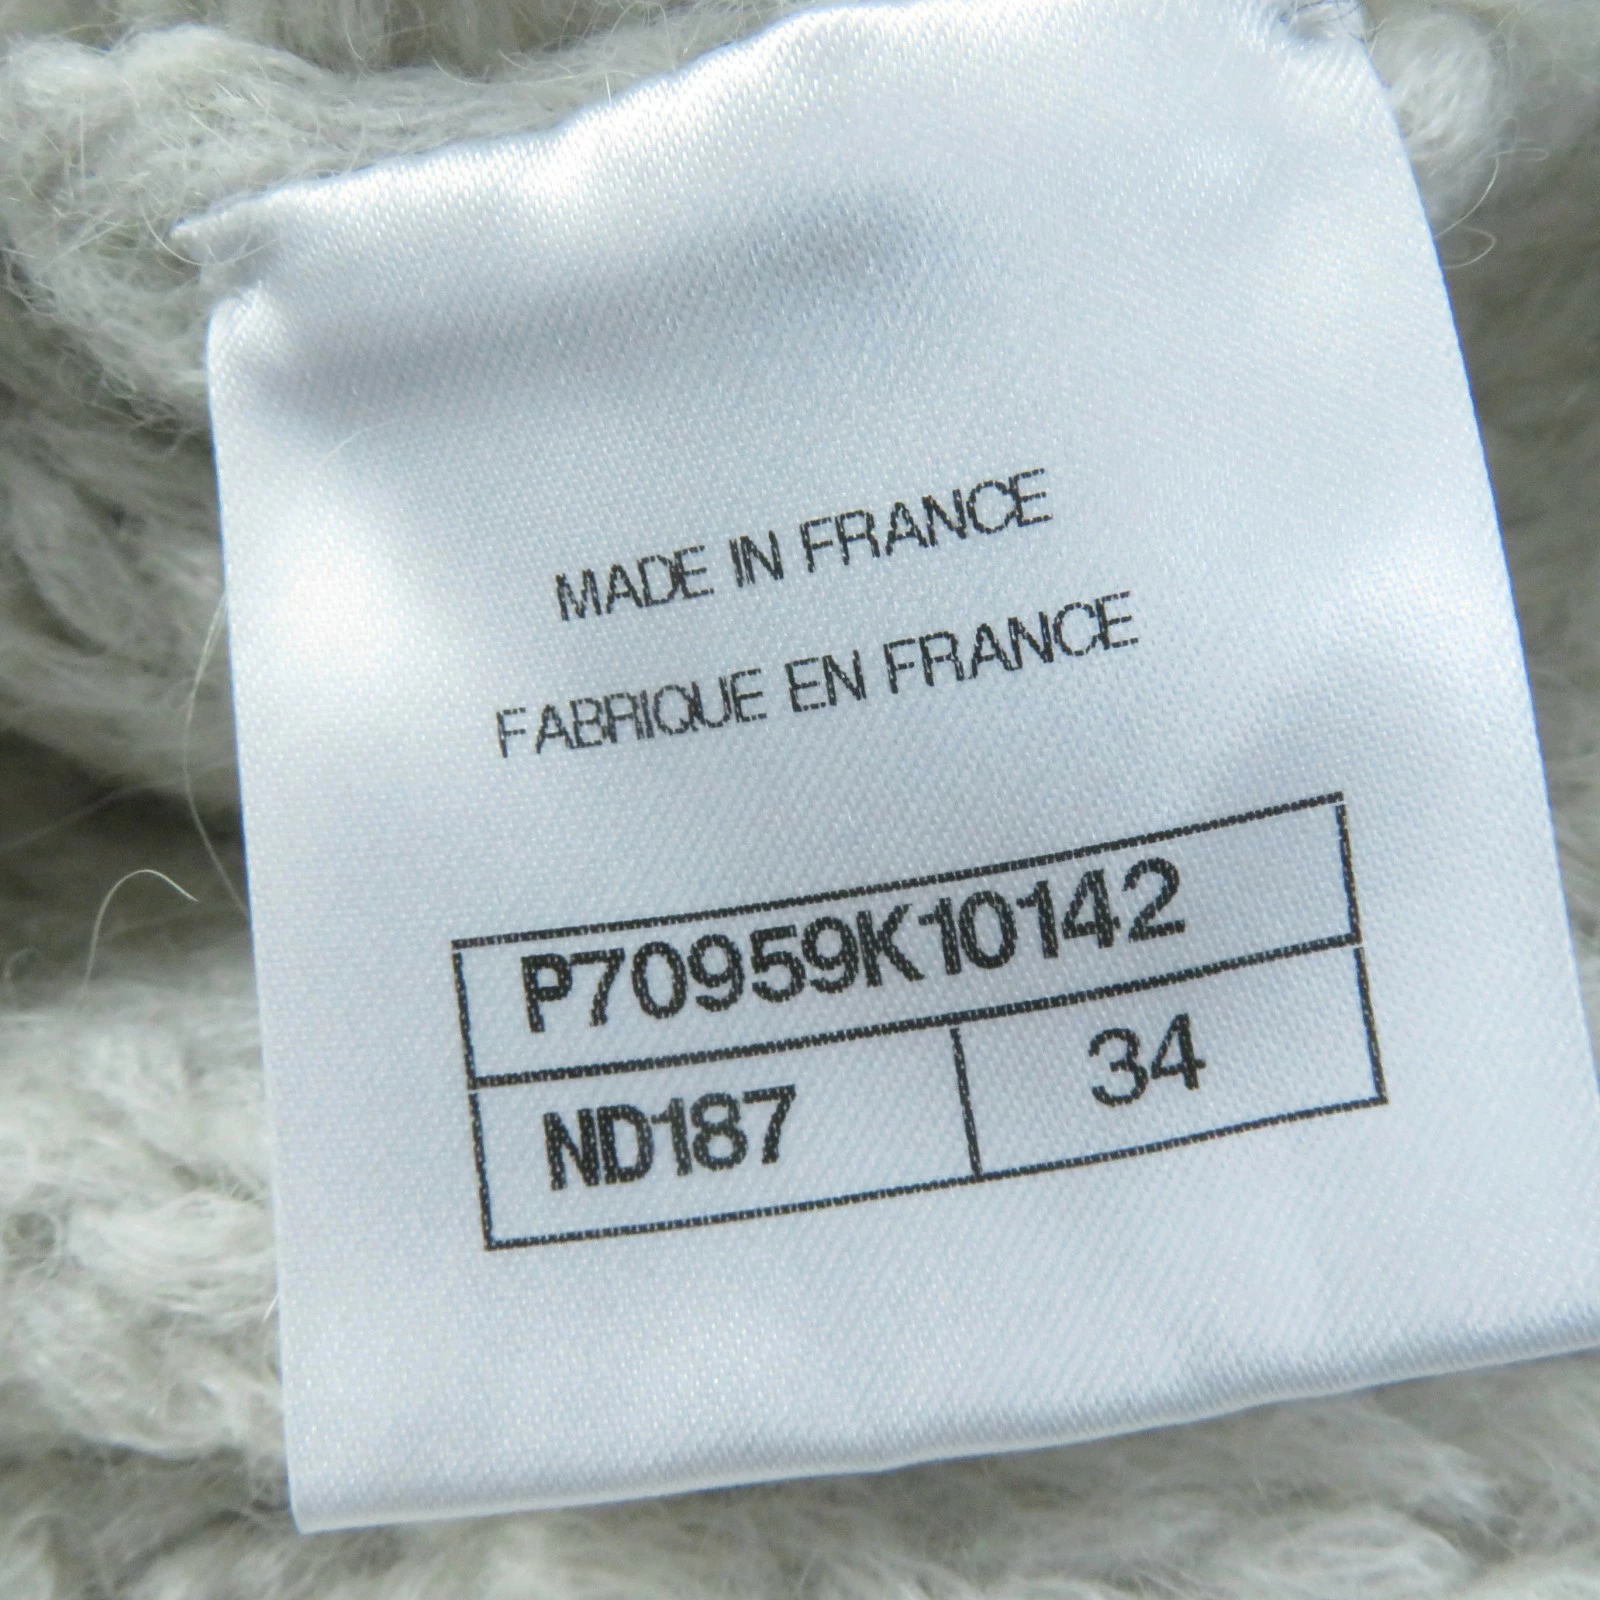 MADE IN FRANCE
FABRIQUE EN FRANCE
P70959K10142
ND187 34